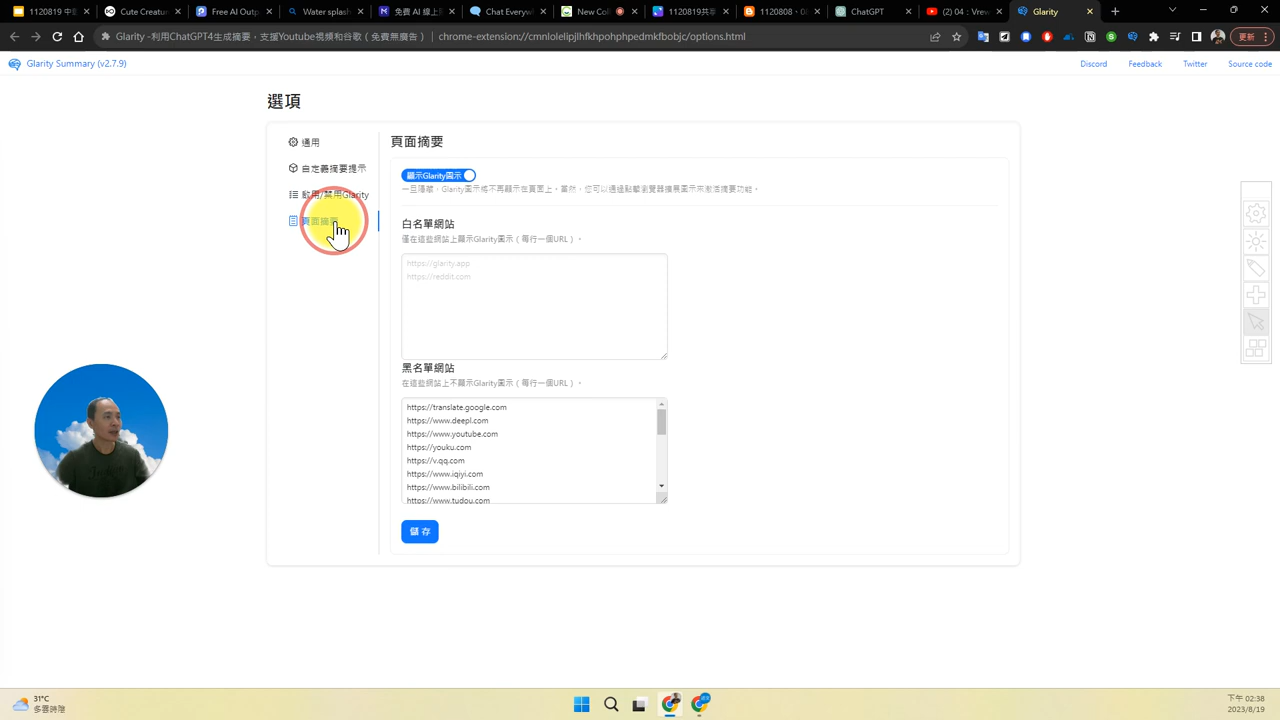 1120819 中彰
Cute Creatur
Free AI Outp
Water splash
免費 AI 線上
Chat Everyw
New Coll
1120819共享
1120808、08
ChatGPT
(2) 04：Vrew
Glarity
Glarity -利用ChatGPT4生成摘要，支援Youtube視頻和谷歌（免費無廣告） chrome-extension://cmnlolelipjlhfkhpohphpedmkfbobjc/options.html
更新
Glarity Summary (v2.7.9)
Discord
Feedback
Twitter
Source code
選項
通用
自定義摘要提示
啟用/禁用Glarity
頁面摘要
頁面摘要
顯示Glarity圖示
一旦隱藏，Glarity圖示將不再顯示在頁面上。當然，您可以通過點擊瀏覽器擴展圖示來激活摘要功能。
白名單網站
僅在這些網站上顯示Glarity圖示（每行一個URL）。
https://glarity.app
https://reddit.com
黑名單網站
在這些網站上不顯示Glarity圖示（每行一個URL）。
https://translate.google.com
https://www.deepl.com
https://www.youtube.com
https://youku.com
https://v.qq.com
https://www.iqiyi.com
https://www.bilibili.com
https://www.tudou.com
儲 存
31°C
多雲時陰
下午 02:38
2023/8/19